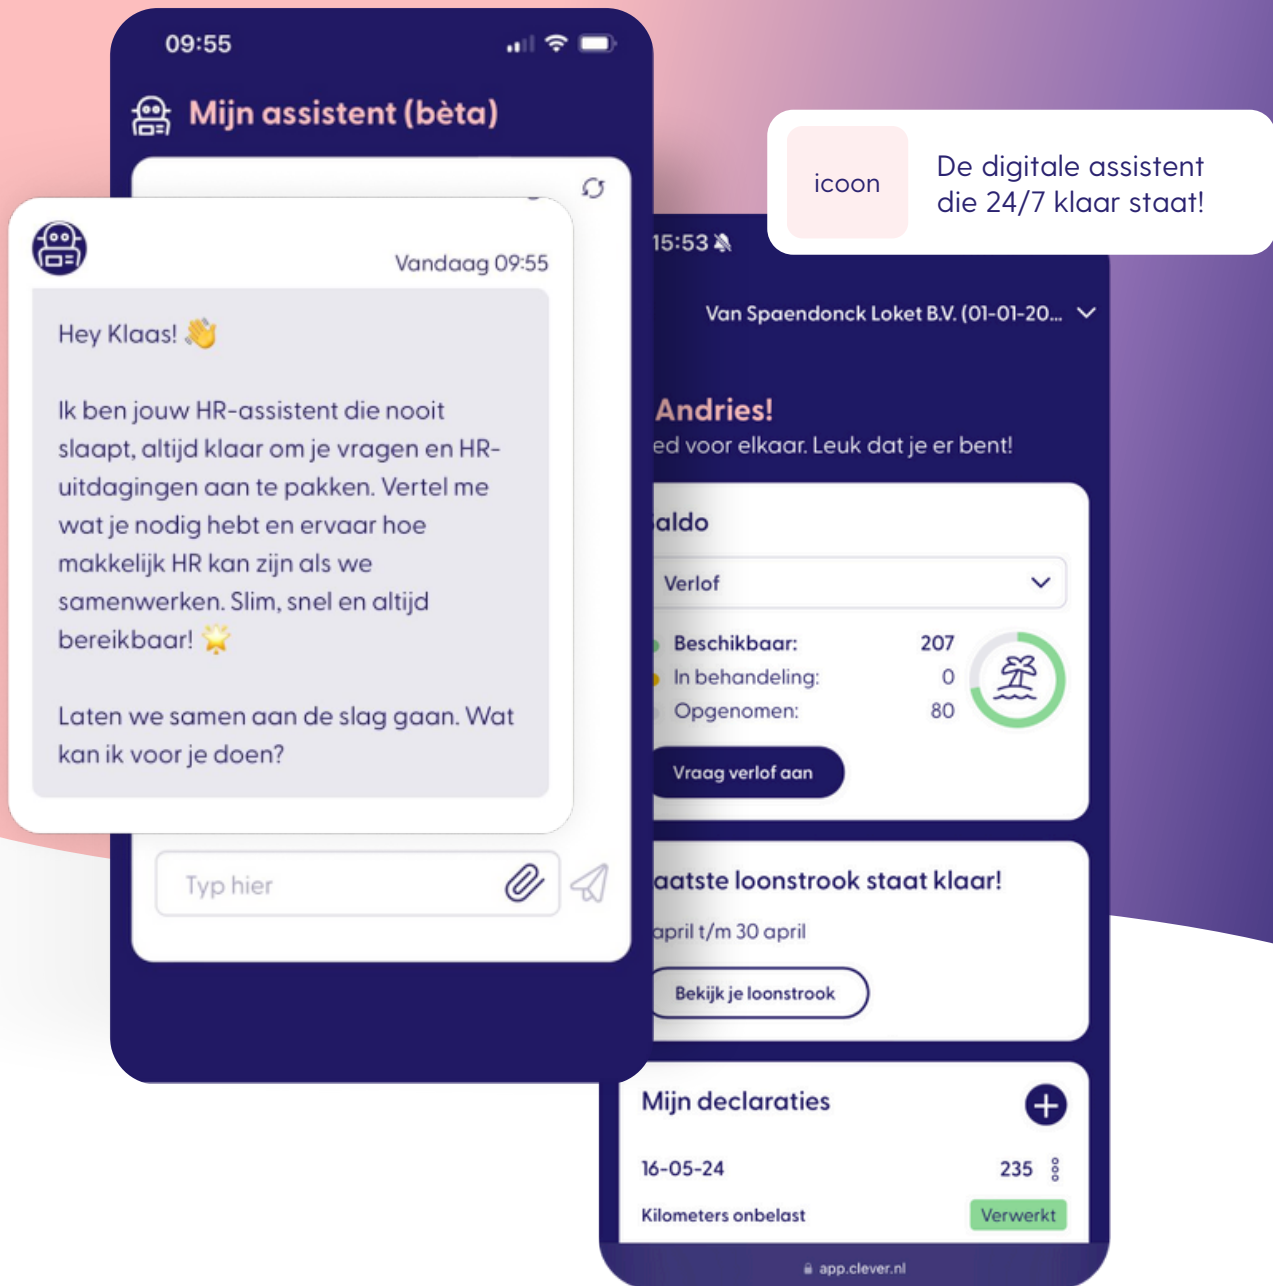 09:55
Mijn assistent (bèta)
Vandaag 09:55
Hey Klaas!
Ik ben jouw HR-assistent die nooit
slaapt, altijd klaar om je vragen en HR-
uitdagingen aan te pakken. Vertel me
wat je nodig hebt en ervaar hoe
makkelijk HR kan zijn als we
samenwerken. Slim, snel en altijd
bereikbaar!
Laten we samen aan de slag gaan. Wat
kan ik voor je doen?
Typ hier
icoon
De digitale assistent
die 24/7 klaar staat!
15:53
Van Spaendonck Loket B.V. (01-01-20...
Andries!
ed voor elkaar. Leuk dat je er bent!
aldo
Verlof
Beschikbaar: 207
In behandeling: 0
Opgenomen: 80
Vraag verlof aan
aatste loonstrook staat klaar!
april t/m 30 april
Bekijk je loonstrook
Mijn declaraties
16-05-24 235
Kilometers onbelast Verwerkt
app.clever.nl